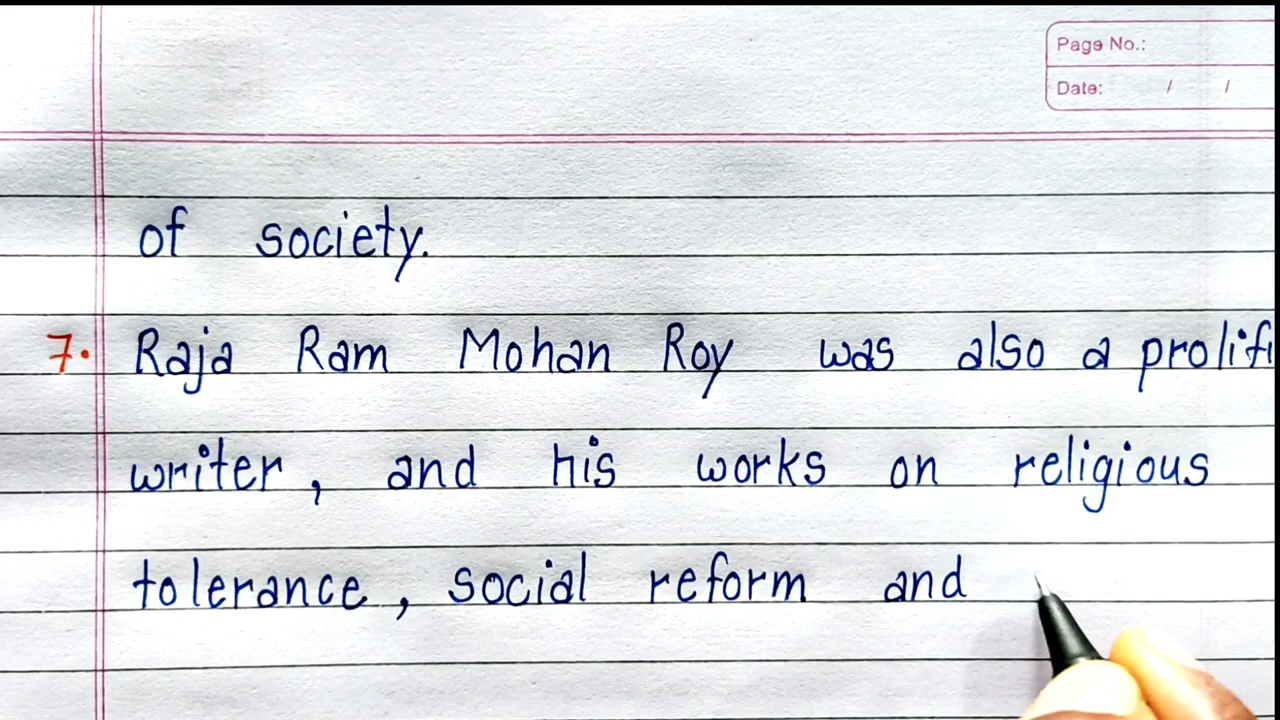 Page No.:
Date: / /
of society.
7. Raja Ram Mohan Roy was also a prolifi
writer, and his works on religious
tolerance, social reform and